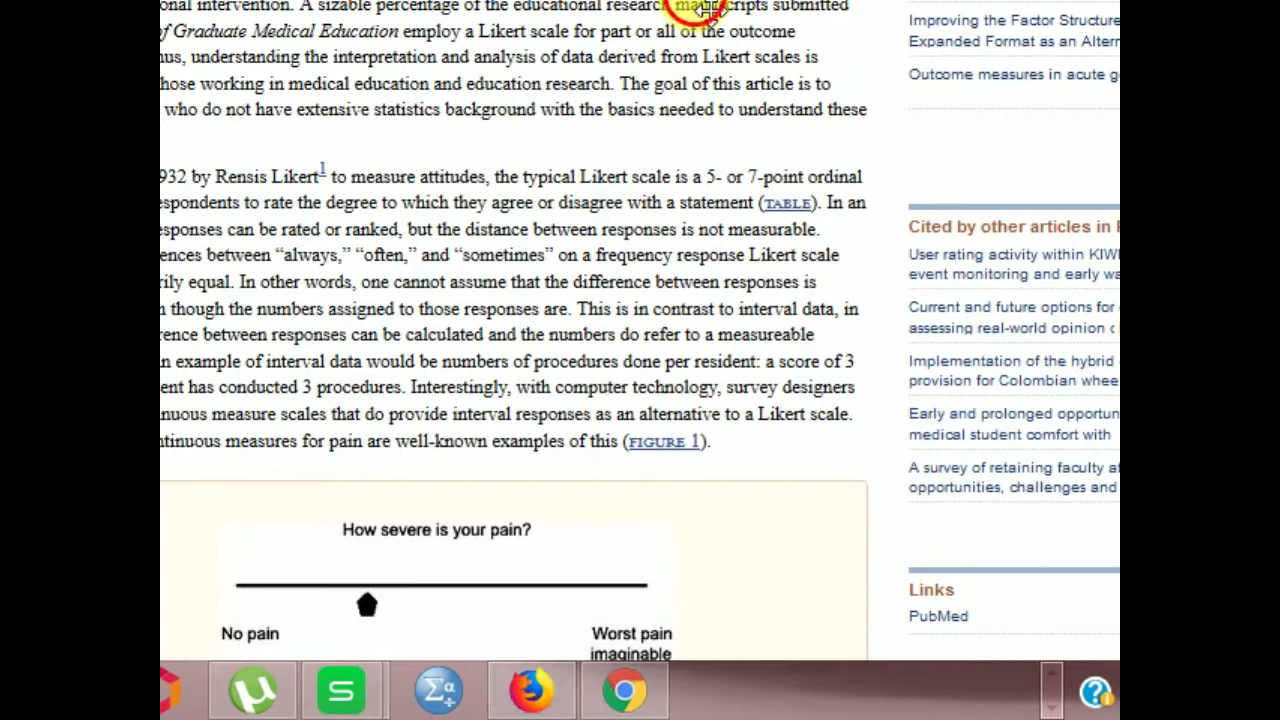 onal intervention. A sizable percentage of the educational research manuscripts submitted
f Graduate Medical Education employ a Likert scale for part or all of the outcome
us, understanding the interpretation and analysis of data derived from Likert scales is
hose working in medical education and education research. The goal of this article is to
who do not have extensive statistics background with the basics needed to understand these
932 by Rensis Likert1 to measure attitudes, the typical Likert scale is a 5- or 7-point ordinal
espondents to rate the degree to which they agree or disagree with a statement (TABLE). In an
esponses can be rated or ranked, but the distance between responses is not measurable.
ences between “always,” “often,” and “sometimes” on a frequency response Likert scale
rily equal. In other words, one cannot assume that the difference between responses is
n though the numbers assigned to those responses are. This is in contrast to interval data, in
rence between responses can be calculated and the numbers do refer to a measureable
n example of interval data would be numbers of procedures done per resident: a score of 3
ent has conducted 3 procedures. Interestingly, with computer technology, survey designers
nuous measure scales that do provide interval responses as an alternative to a Likert scale.
ntinuous measures for pain are well-known examples of this (FIGURE 1).
How severe is your pain?
No pain
Worst pain
imaginable
Improving the Factor Structure
Expanded Format as an Altern
Outcome measures in acute g
Cited by other articles in
User rating activity within KIWI
event monitoring and early wa
Current and future options for
assessing real-world opinion c
Implementation of the hybrid
provision for Colombian whee
Early and prolonged opportun
medical student comfort with
A survey of retaining faculty af
opportunities, challenges and
Links
PubMed